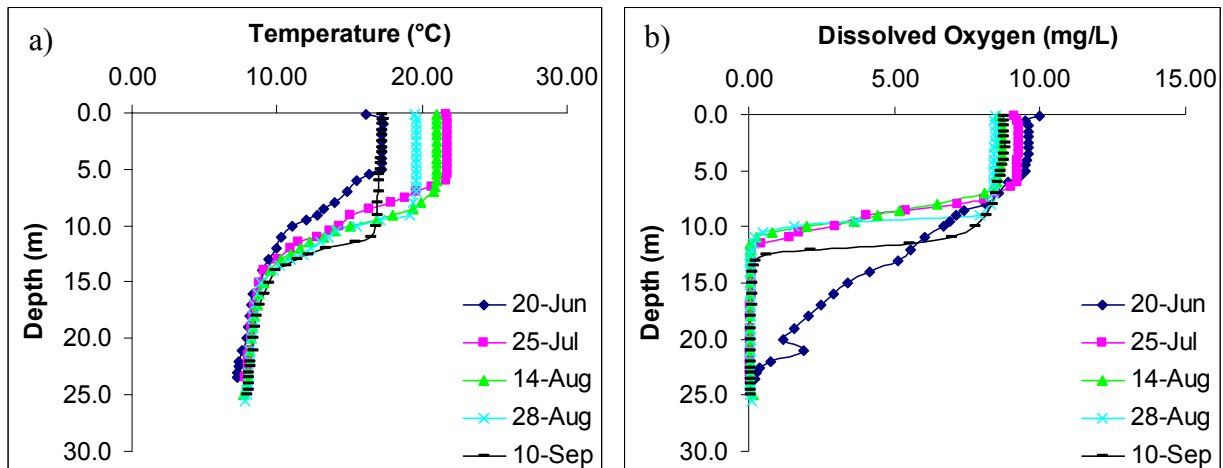 a)
Temperature (°C)
0.00 10.00 20.00 30.00
0.0
5.0
10.0
15.0
20.0
25.0
30.0
Depth (m)
20-Jun
25-Jul
14-Aug
28-Aug
10-Sep
b)
Dissolved Oxygen (mg/L)
0.00 5.00 10.00 15.00
0.0
5.0
10.0
15.0
20.0
25.0
30.0
Depth (m)
20-Jun
25-Jul
14-Aug
28-Aug
10-Sep